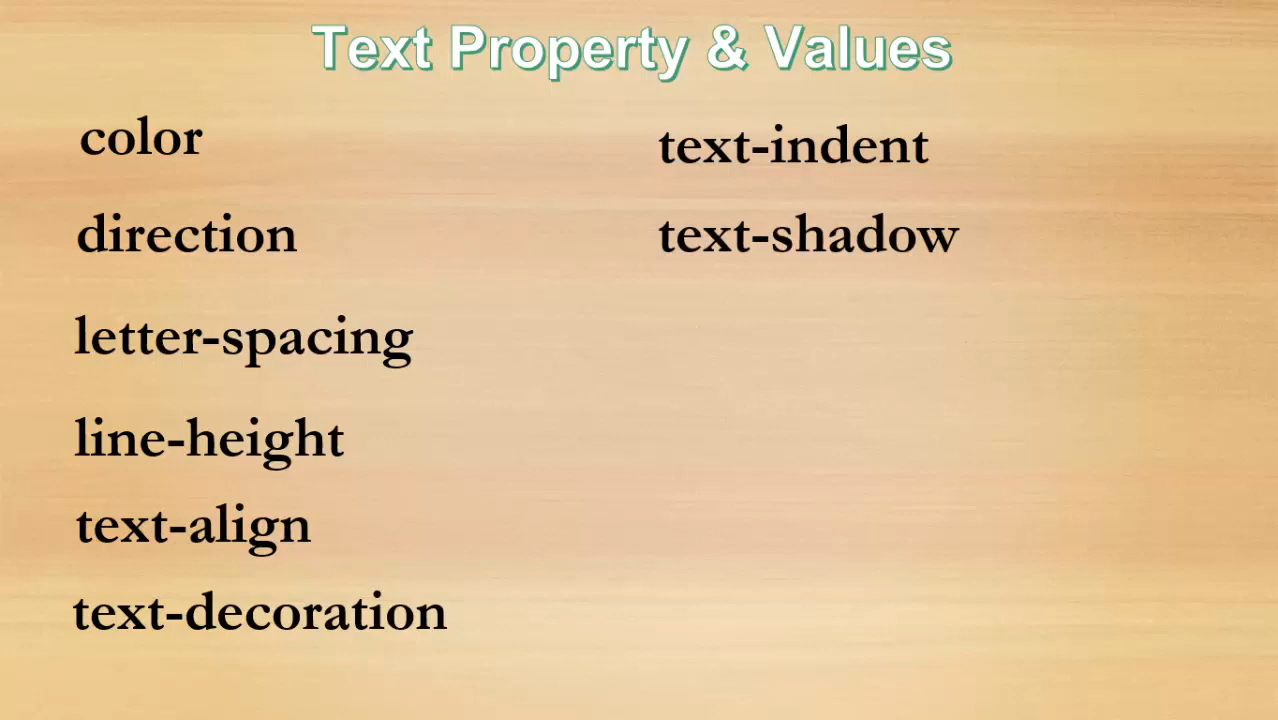 Text Property & Values
color
direction
letter-spacing
line-height
text-align
text-decoration
text-indent
text-shadow